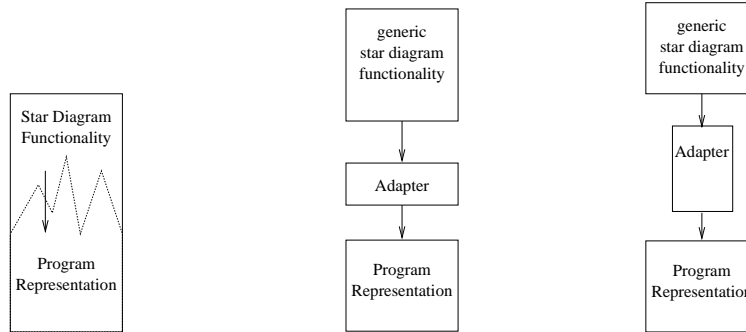 Star Diagram
Functionality
Program
Representation
generic
star diagram
functionality
Adapter
Program
Representation
generic
star diagram
functionality
Adapter
Program
Representation